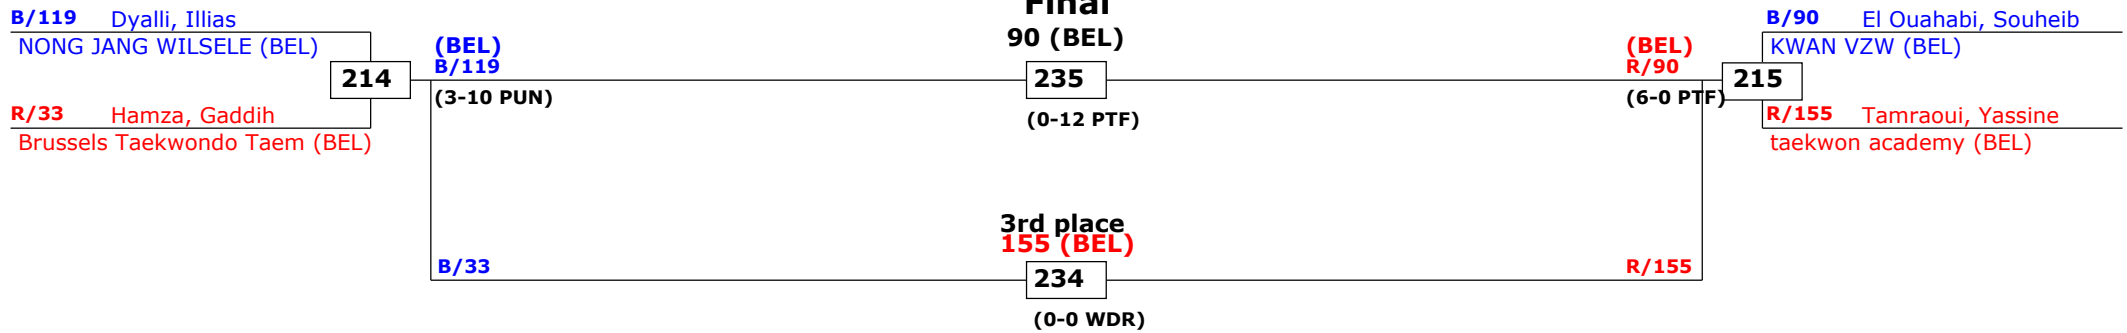 B/119 Dyalli, Illias
NONG JANG WILSELE (BEL)
214
R/33 Hamza, Gaddih
Brussels Taekwondo Taem (BEL)
(BEL)
B/119
(3-10 PUN)
Final
90 (BEL)
235
(0-12 PTF)
(BEL)
R/90
(6-0 PTF)
B/90 El Ouahabi, Souheib
KWAN VZW (BEL)
215
R/155 Tamraoui, Yassine
taekwon academy (BEL)
3rd place
155 (BEL)
B/33
234
R/155
(0-0 WDR)